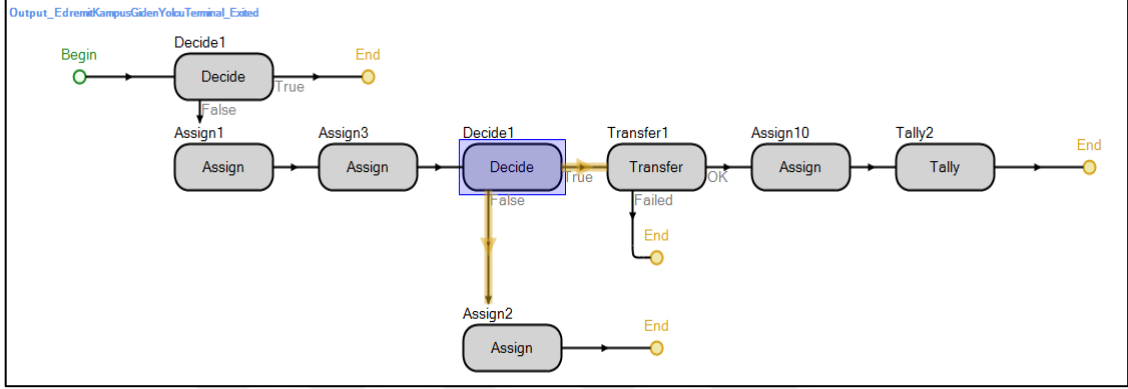 Output_EdremitKampusGidenYolcuTerminal_Exited
Begin
Decide1
Decide
True
End
False
Assign1
Assign
Assign3
Assign
Decide1
Decide
True
False
Transfer1
Transfer
OK
Failed
End
Assign10
Assign
Tally2
Tally
End
Assign2
Assign
End